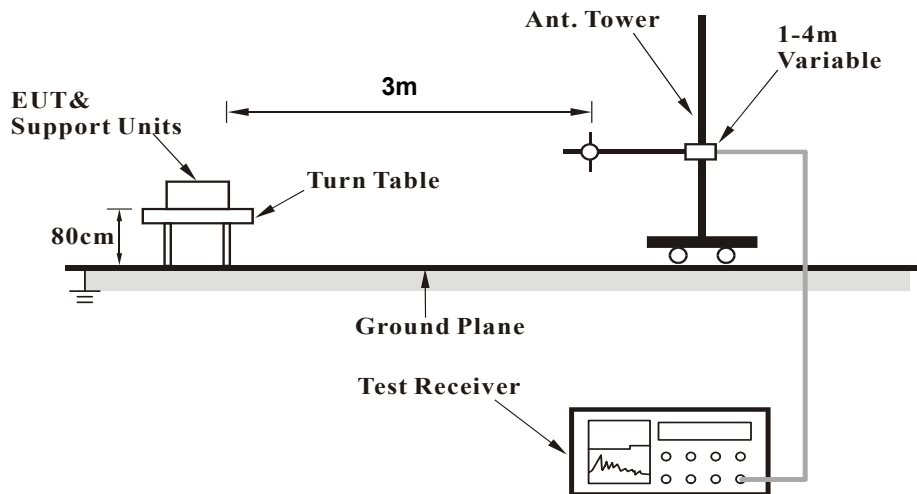 Ant. Tower
1-4m
Variable
3m
EUT&
Support Units
Turn Table
80cm
Ground Plane
Test Receiver